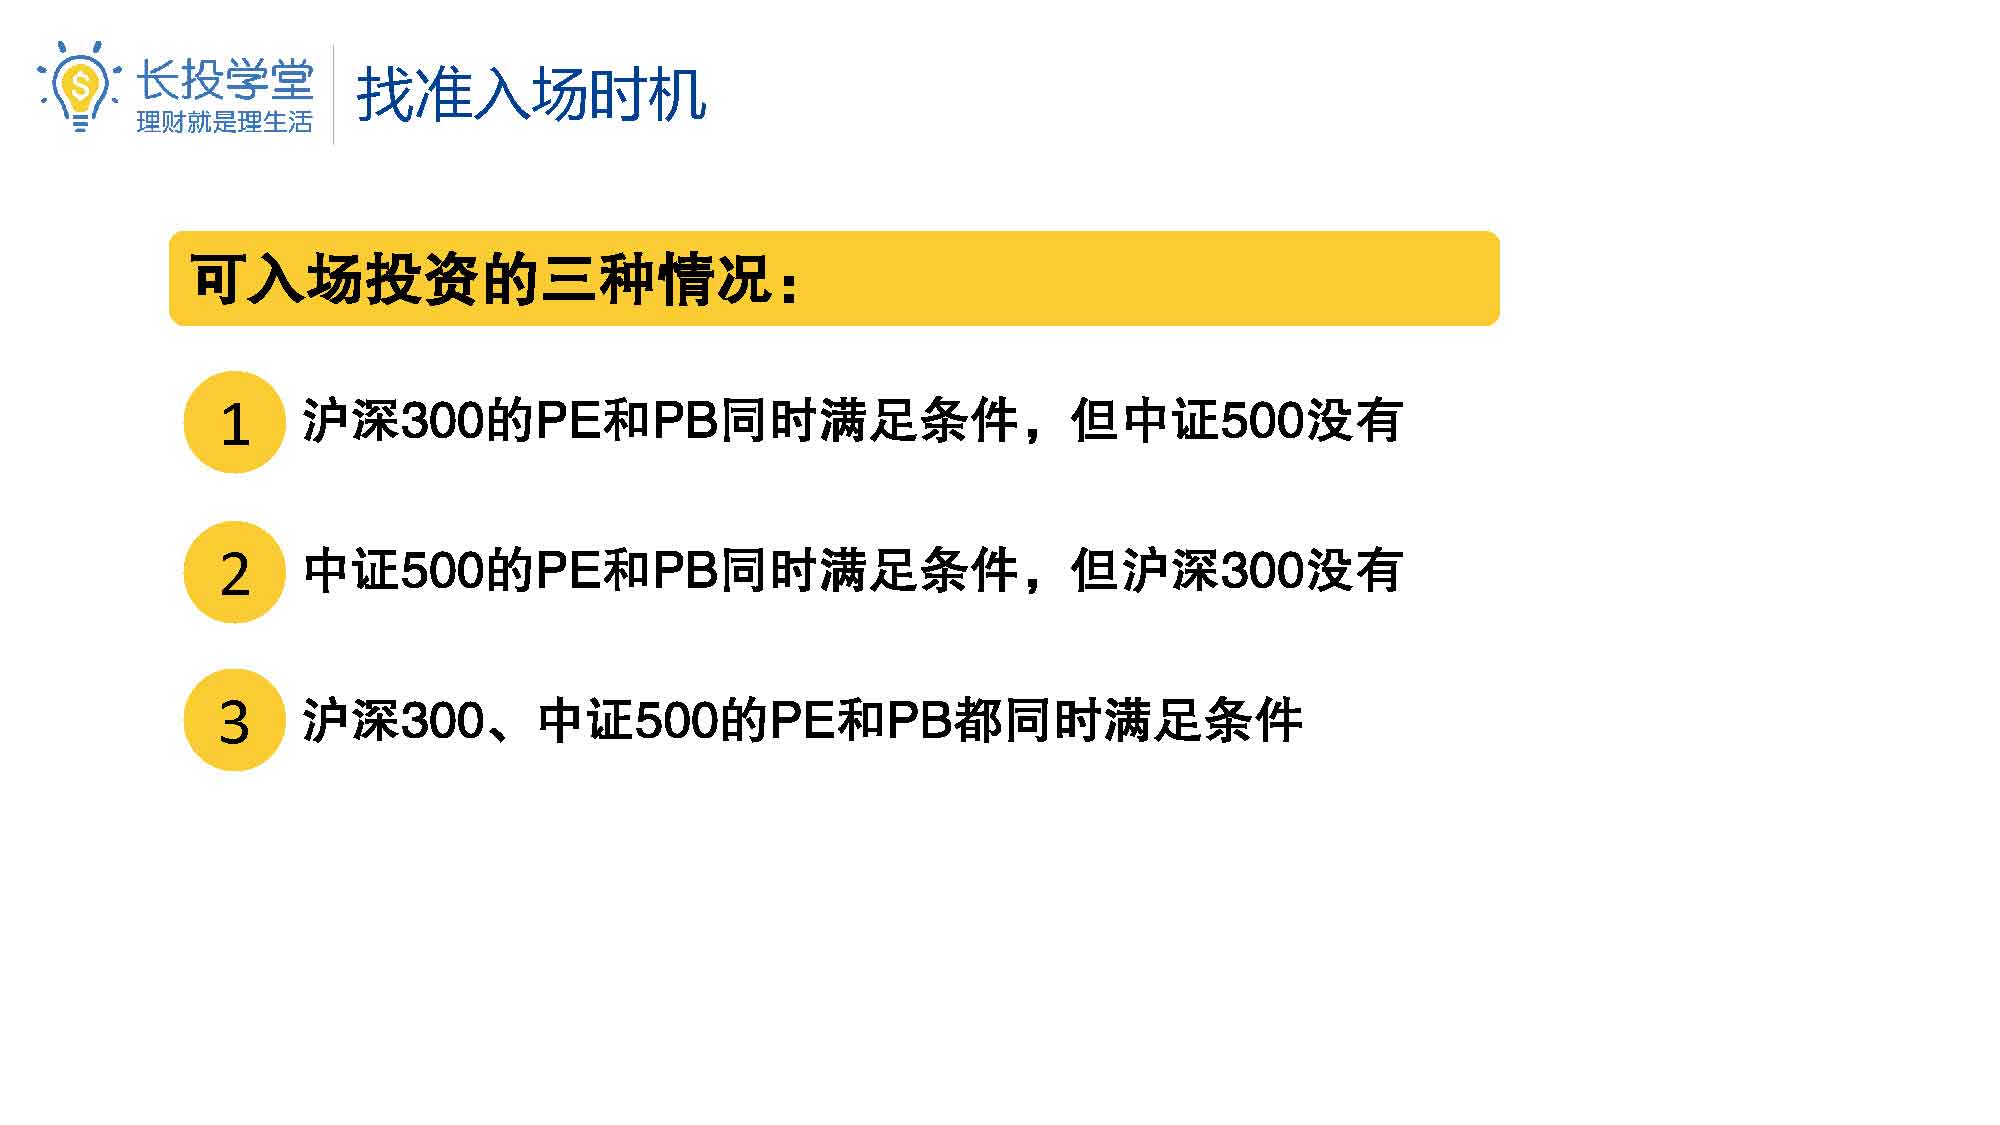 长投学堂
理财就是理生活
找准入场时机
可入场投资的三种情况：
1 沪深300的PE和PB同时满足条件，但中证500没有
2 中证500的PE和PB同时满足条件，但沪深300没有
3 沪深300、中证500的PE和PB都同时满足条件